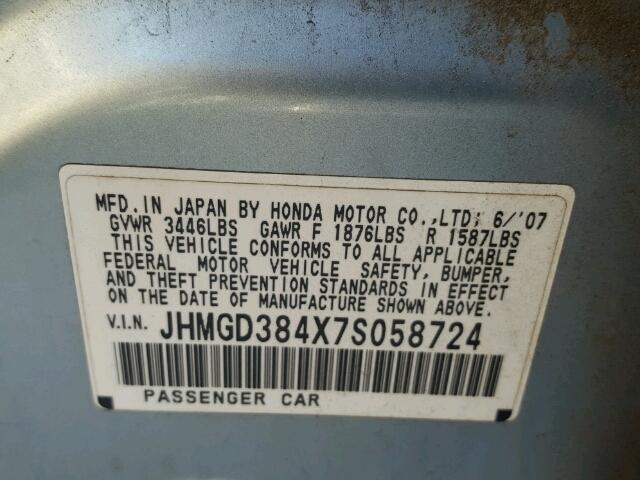 MFD. IN JAPAN BY HONDA MOTOR CO.,LTD; 6/'07
GVWR 3446LBS GAWR F 1876LBS R 1587LBS
THIS VEHICLE CONFORMS TO ALL APPLICABLE
FEDERAL MOTOR VEHICLE SAFETY, BUMPER,
AND THEFT PREVENTION STANDARDS IN EFFECT
ON THE DATE OF MANUFACTURE SHOWN ABOVE.
V.I.N. JHMGD384X7S058724
PASSENGER CAR